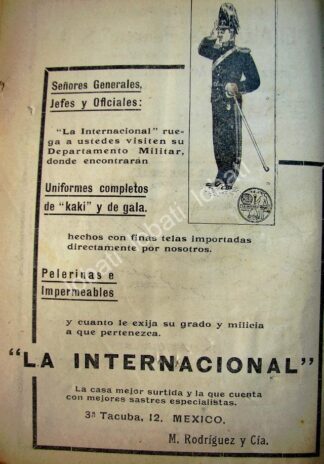 Señores Generales,
Jefes y Oficiales:
"La Internacional" rue-
ga a ustedes visiten su
Departamento Militar,
donde encontrarán
Uniformes completos
de "kaki" y de gala.
hechos con finas telas importadas
directamente por nosotros.
Pelerinas e
Impermeables
y cuanto le exija su grado y milicia
a que pertenezca.
"LA INTERNACIONAL"
La casa mejor surtida y la que cuenta
con mejores sastres especialistas.
3a Tacuba, 12. MEXICO.
M. Rodríguez y Cía.